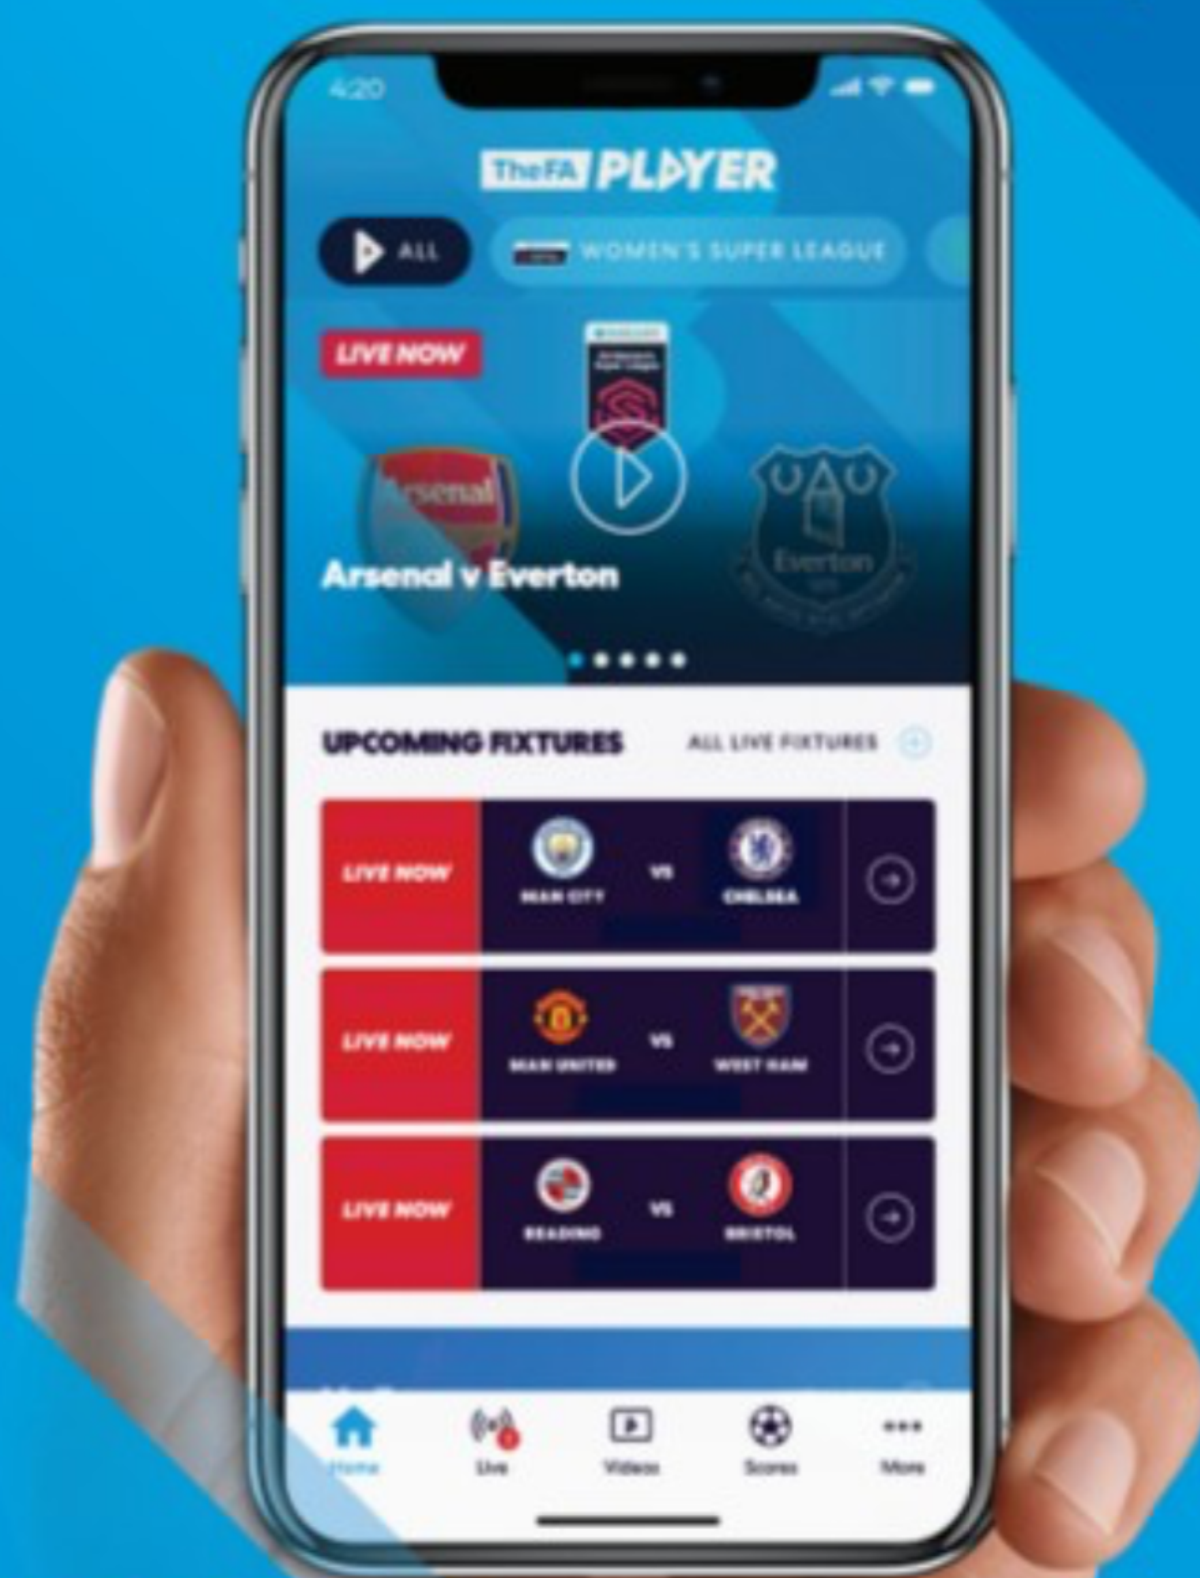 4:20
TheFA PLAYER
ALL
WOMEN'S SUPER LEAGUE
LIVE NOW
Arsenal
Everton
Arsenal v Everton
UPCOMING FIXTURES
ALL LIVE FIXTURES
LIVE NOW
MAN CITY
VS
CHELSEA
LIVE NOW
MAN UNITED
VS
WEST HAM
LIVE NOW
READING
VS
BRISTOL
Home
Live
Videos
Scores
More